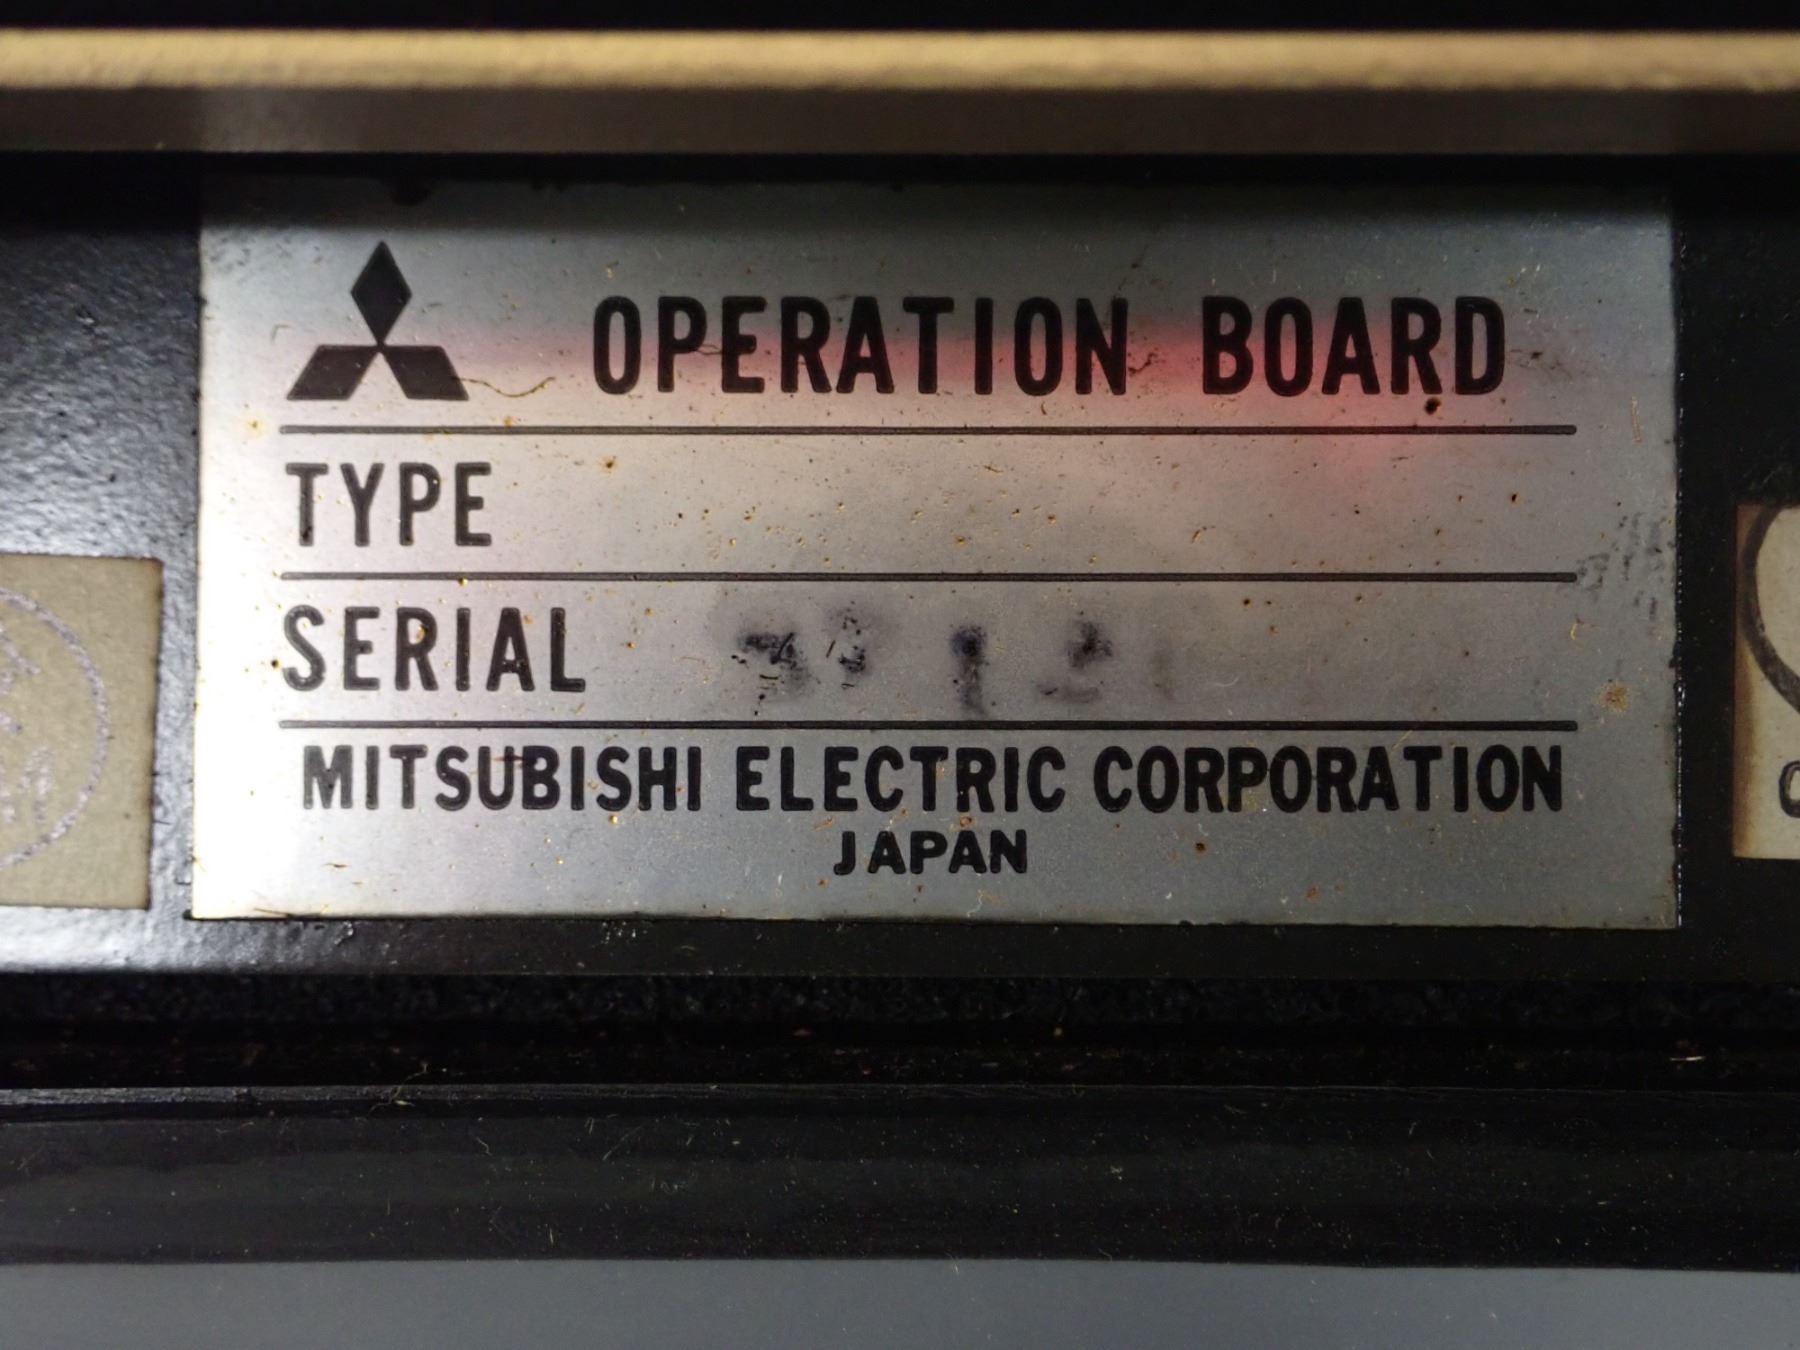 OPERATION BOARD
TYPE
SERIAL
MITSUBISHI ELECTRIC CORPORATION
JAPAN